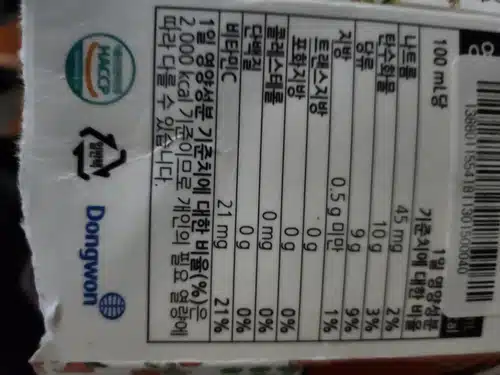 100 mL당
1일 영양성분
기준치에 대한 비율
나트륨 45 mg 2%
탄수화물 10 g 3%
당류 9 g 9%
지방 0.5 g 미만 1%
트랜스지방 0 g
포화지방 0 g 0%
콜레스테롤 0 mg 0%
단백질 0 g 0%
비타민C 21 mg 21%
1일 영양성분 기준치에 대한 비율(%)은
2,000 kcal 기준이므로 개인의 필요 열량에
따라 다를 수 있습니다.
HACCP
Dongwon